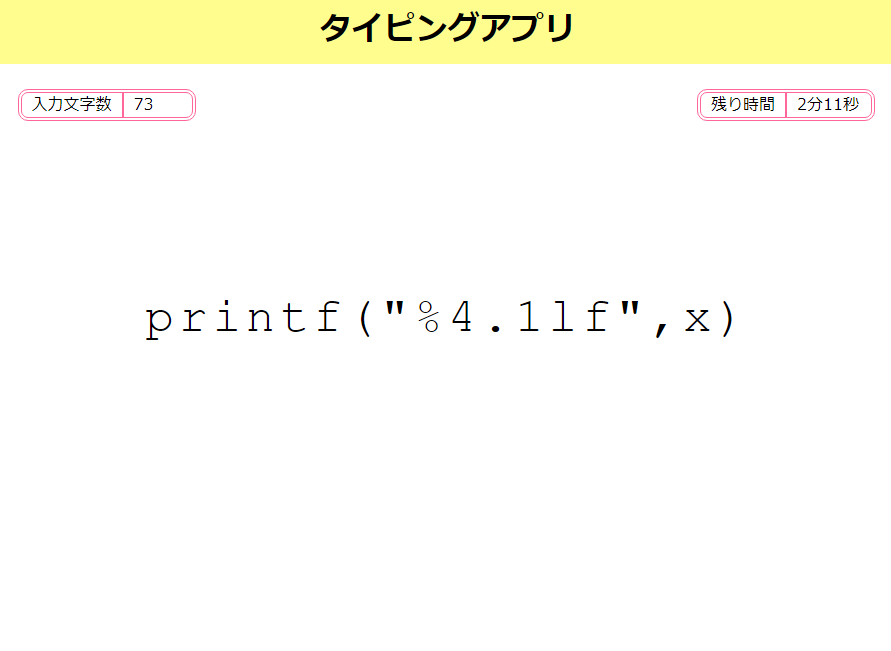 タイピングアプリ
入力文字数 73
残り時間 2分11秒
printf("%4.1lf",x)